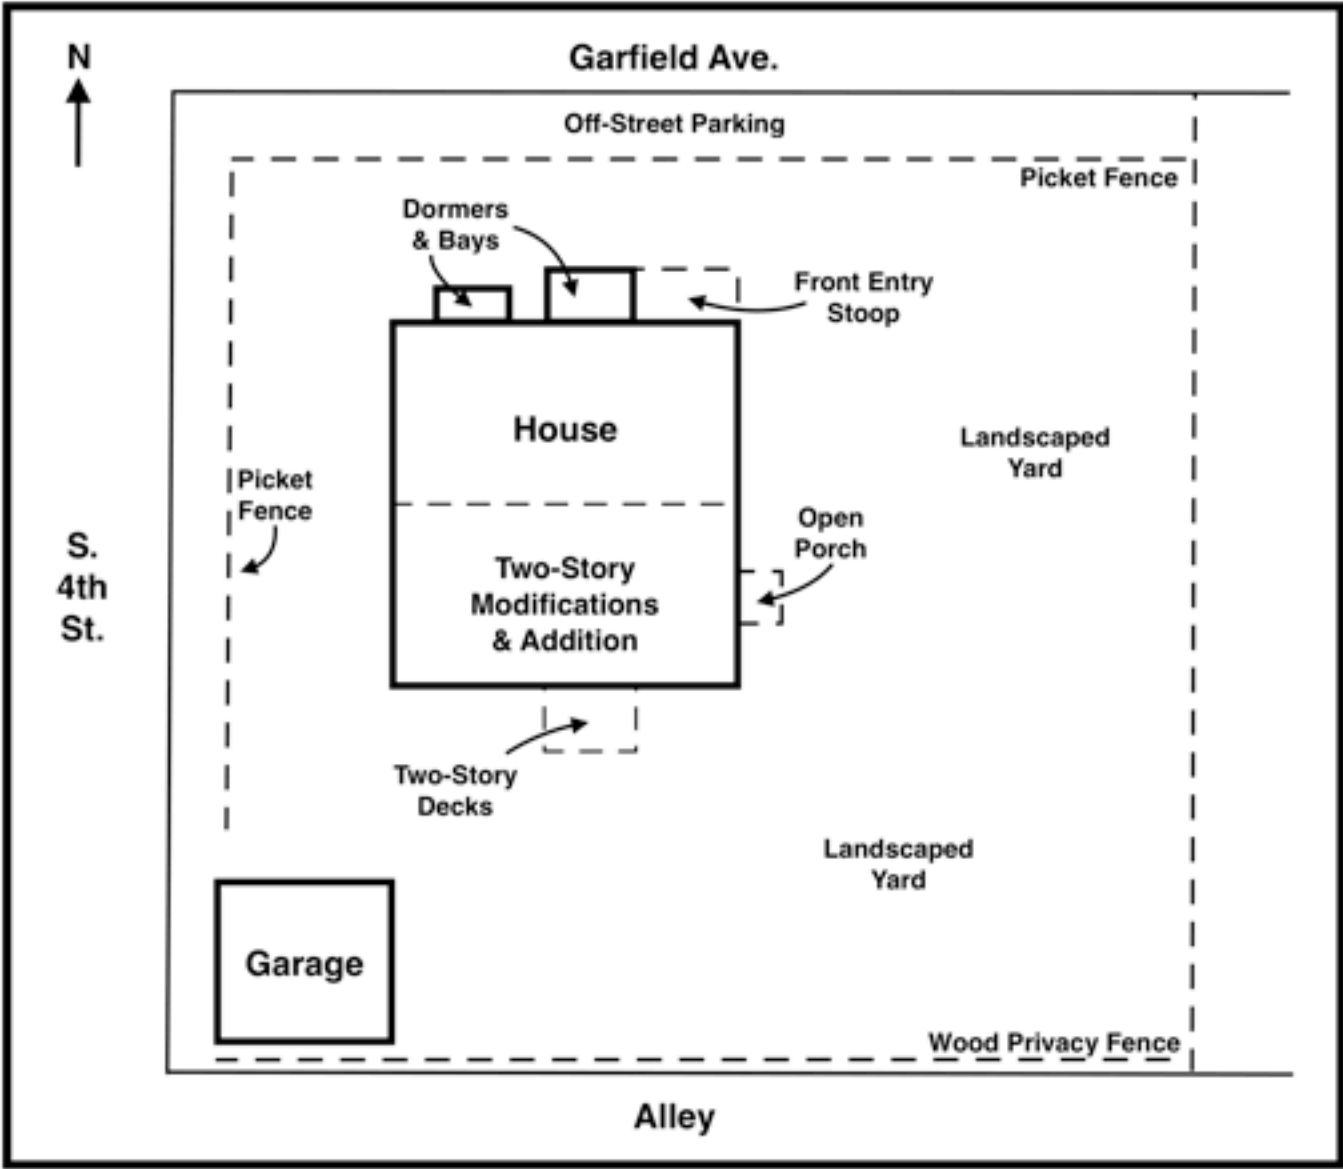 N
Garfield Ave.
Off-Street Parking
Picket Fence
Dormers
& Bays
Front Entry
Stoop
House
Landscaped
Yard
Picket
Fence
Open
Porch
S.
4th
St.
Two-Story
Modifications
& Addition
Two-Story
Decks
Landscaped
Yard
Garage
Wood Privacy Fence
Alley